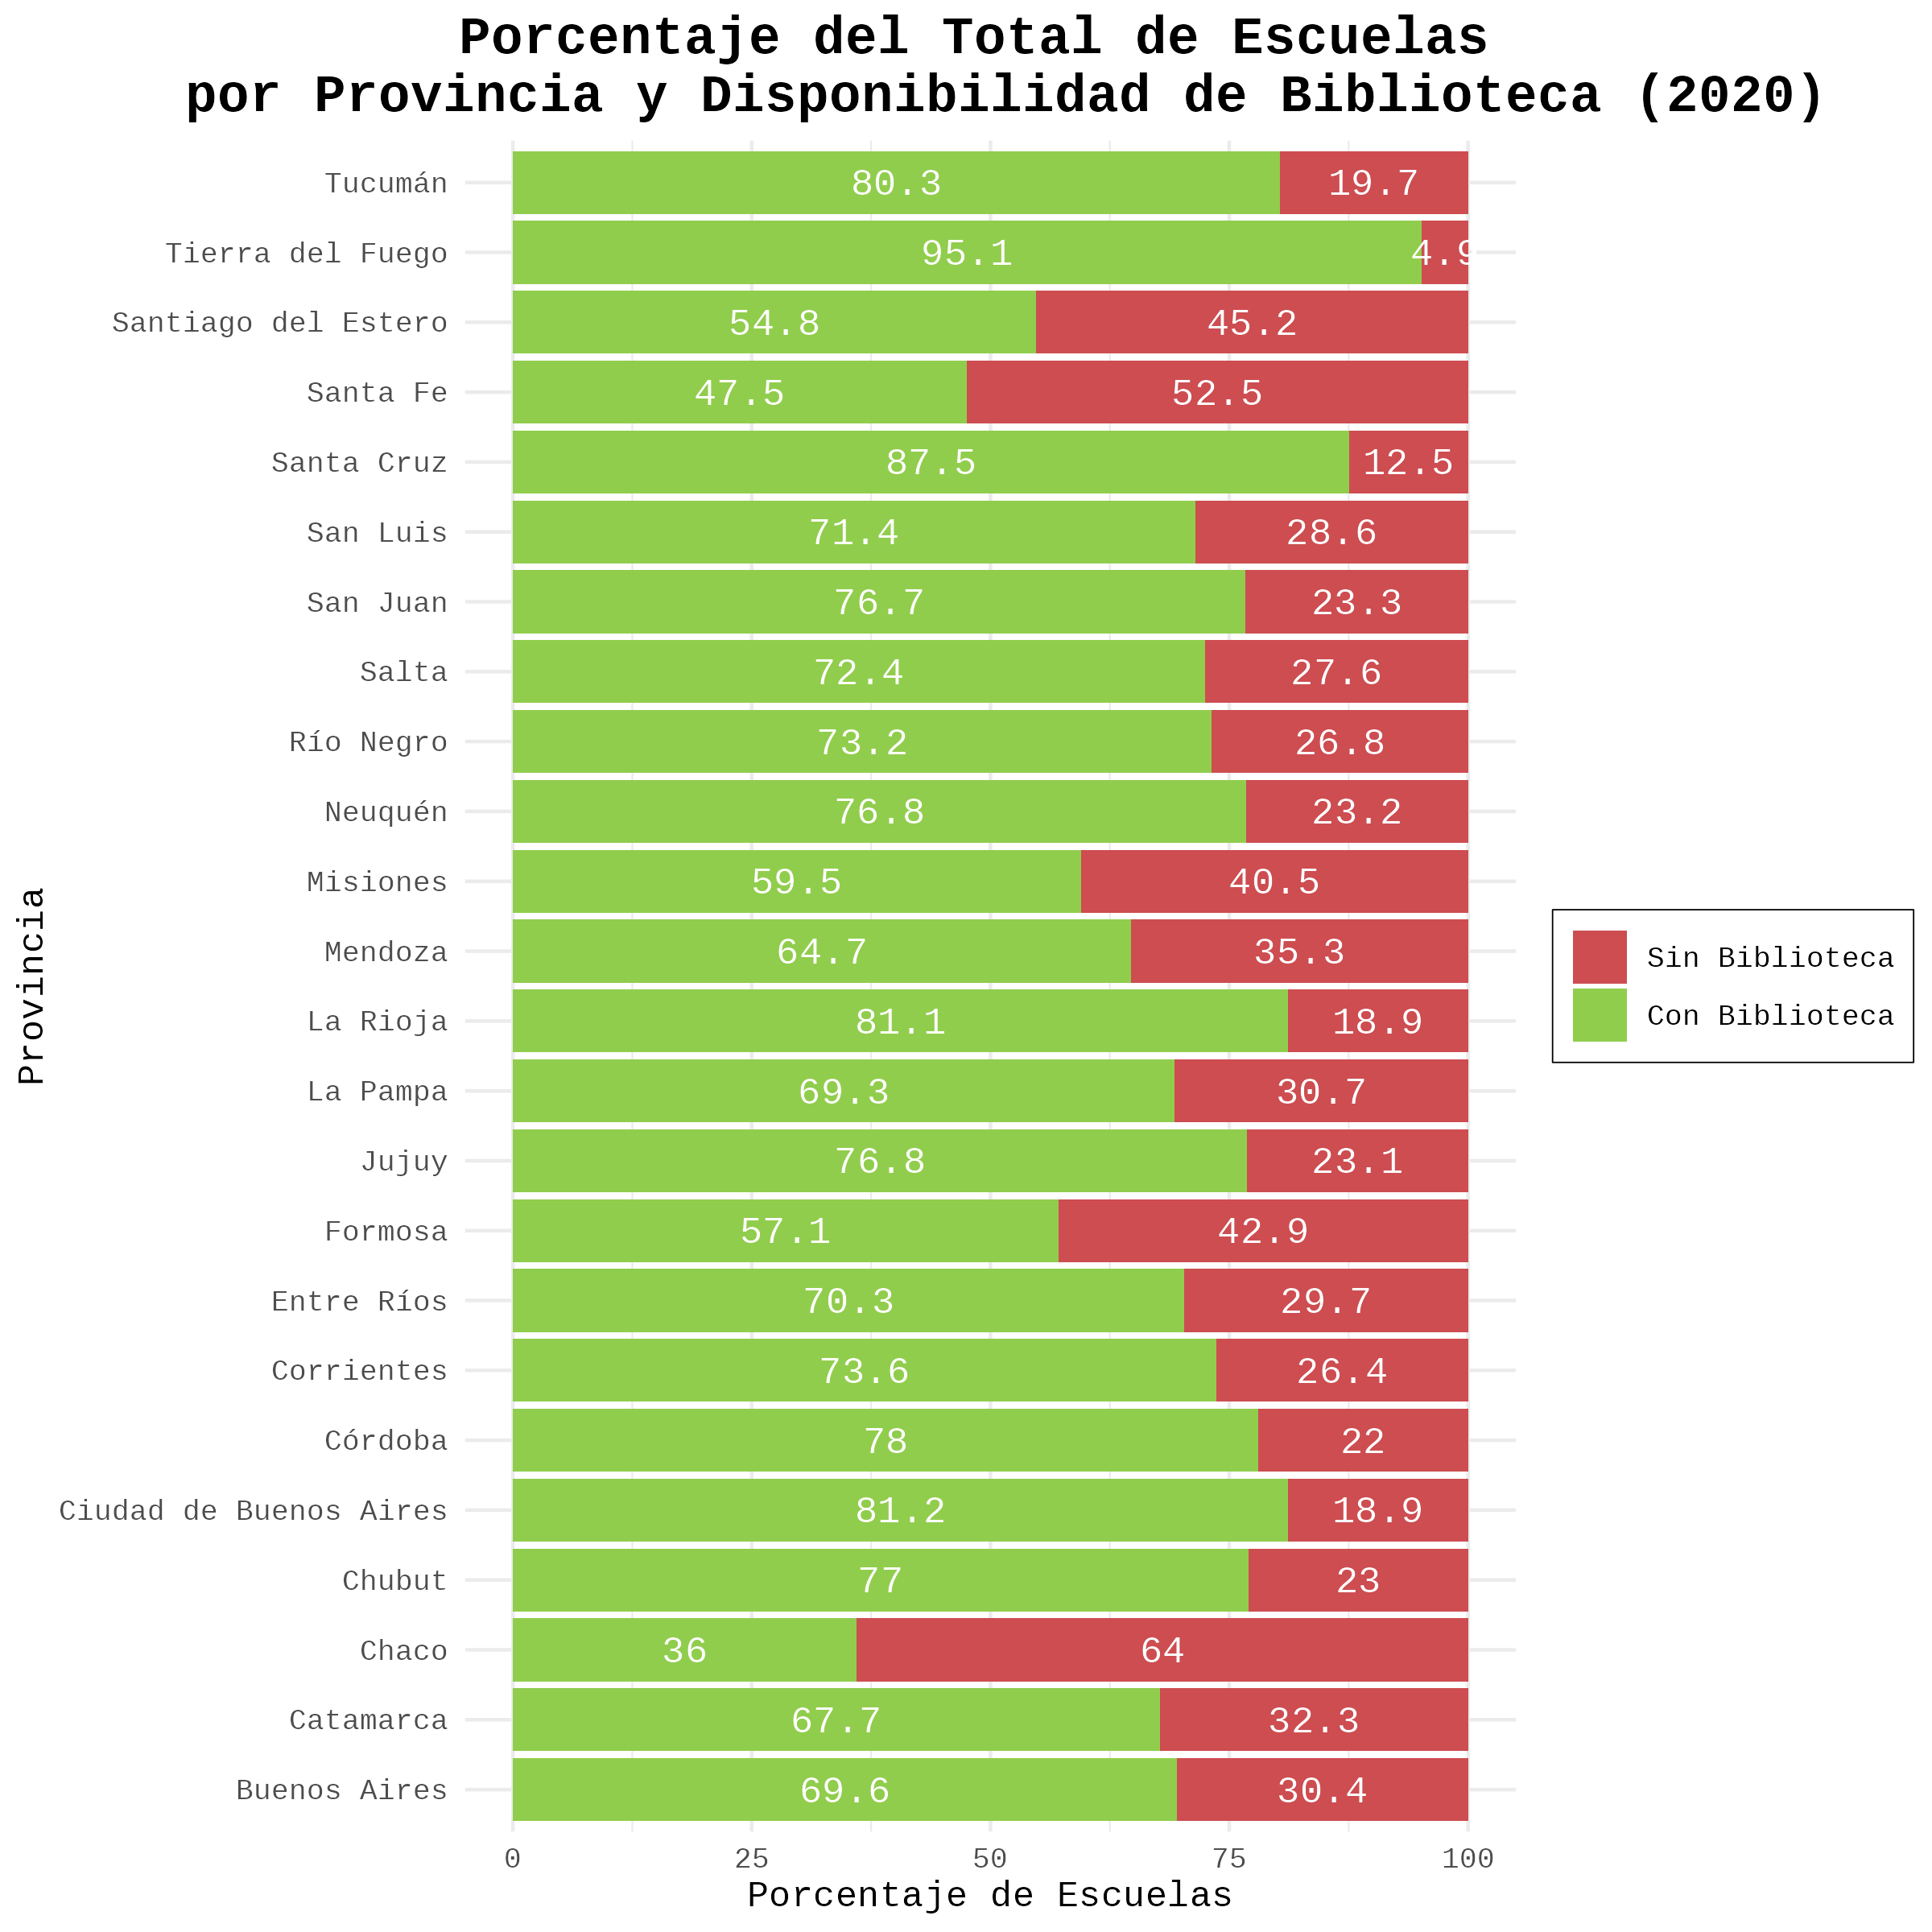 Porcentaje del Total de Escuelas
por Provincia y Disponibilidad de Biblioteca (2020)
Tucumán 80.3 19.7
Tierra del Fuego 95.1 4.9
Santiago del Estero 54.8 45.2
Santa Fe 47.5 52.5
Santa Cruz 87.5 12.5
San Luis 71.4 28.6
San Juan 76.7 23.3
Salta 72.4 27.6
Río Negro 73.2 26.8
Neuquén 76.8 23.2
Misiones 59.5 40.5
Mendoza 64.7 35.3
La Rioja 81.1 18.9
La Pampa 69.3 30.7
Jujuy 76.8 23.1
Formosa 57.1 42.9
Entre Ríos 70.3 29.7
Corrientes 73.6 26.4
Córdoba 78 22
Ciudad de Buenos Aires 81.2 18.9
Chubut 77 23
Chaco 36 64
Catamarca 67.7 32.3
Buenos Aires 69.6 30.4
0 25 50 75 100
Porcentaje de Escuelas
Provincia
Sin Biblioteca
Con Biblioteca